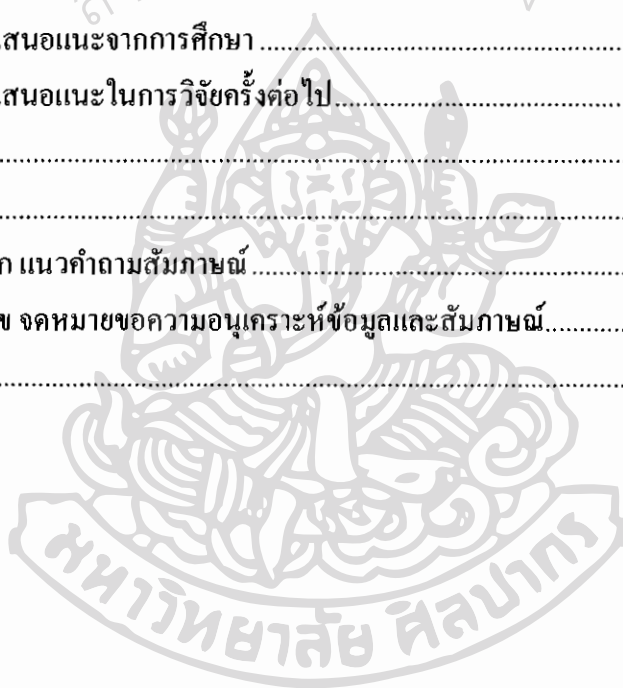 สนอแนะจากการศึกษา
สนอแนะในการวิจัยครั้งต่อไป
ก แนวคำถามสัมภาษณ์
ข จดหมายขอความอนุเคราะห์ข้อมูลและสัมภาษณ์
มหาวิทยาลัย ศิลปากร